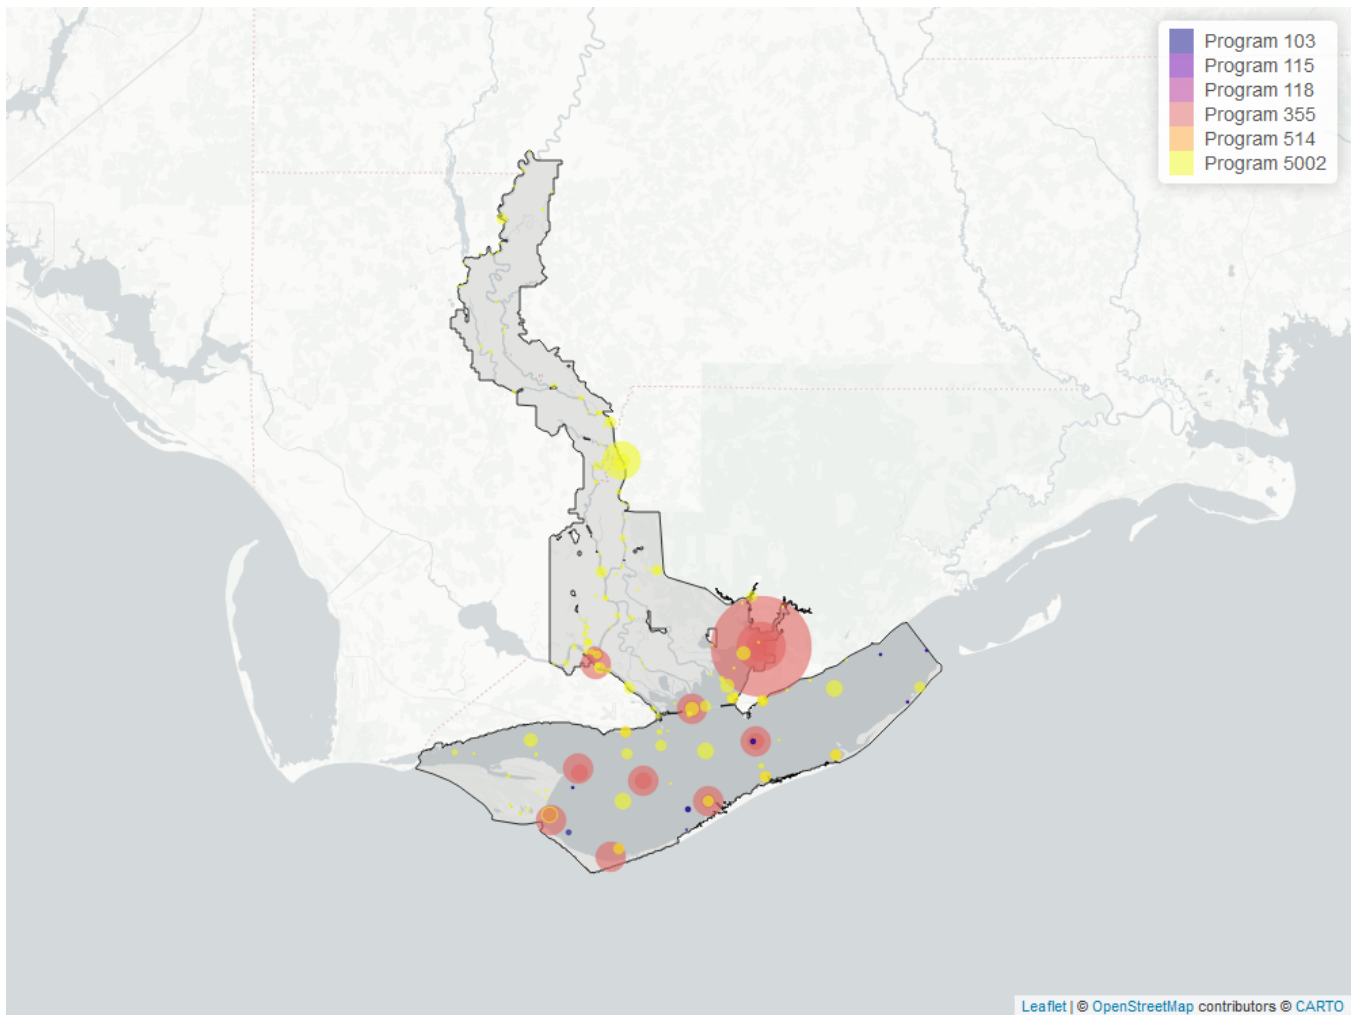 Program 103
Program 115
Program 118
Program 355
Program 514
Program 5002
Leaflet | © OpenStreetMap contributors © CARTO